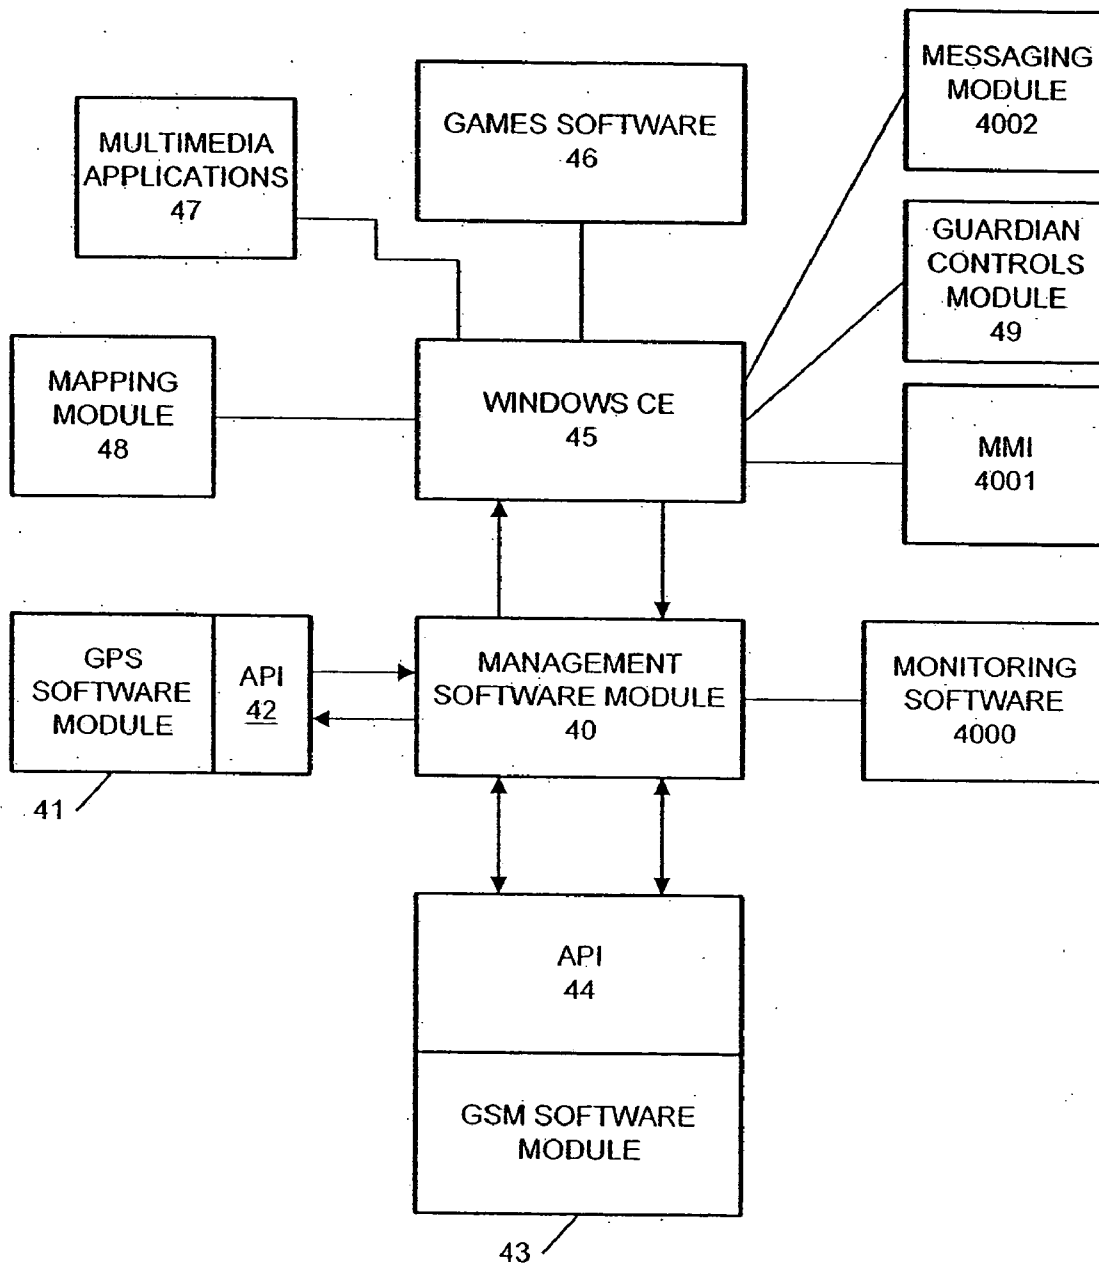 MESSAGING
MODULE
4002
GAMES SOFTWARE
46
MULTIMEDIA
APPLICATIONS
47
GUARDIAN
CONTROLS
MODULE
49
MAPPING
MODULE
48
WINDOWS CE
45
MMI
4001
GPS
SOFTWARE
MODULE
API
42
41
MANAGEMENT
SOFTWARE MODULE
40
MONITORING
SOFTWARE
4000
API
44
GSM SOFTWARE
MODULE
43